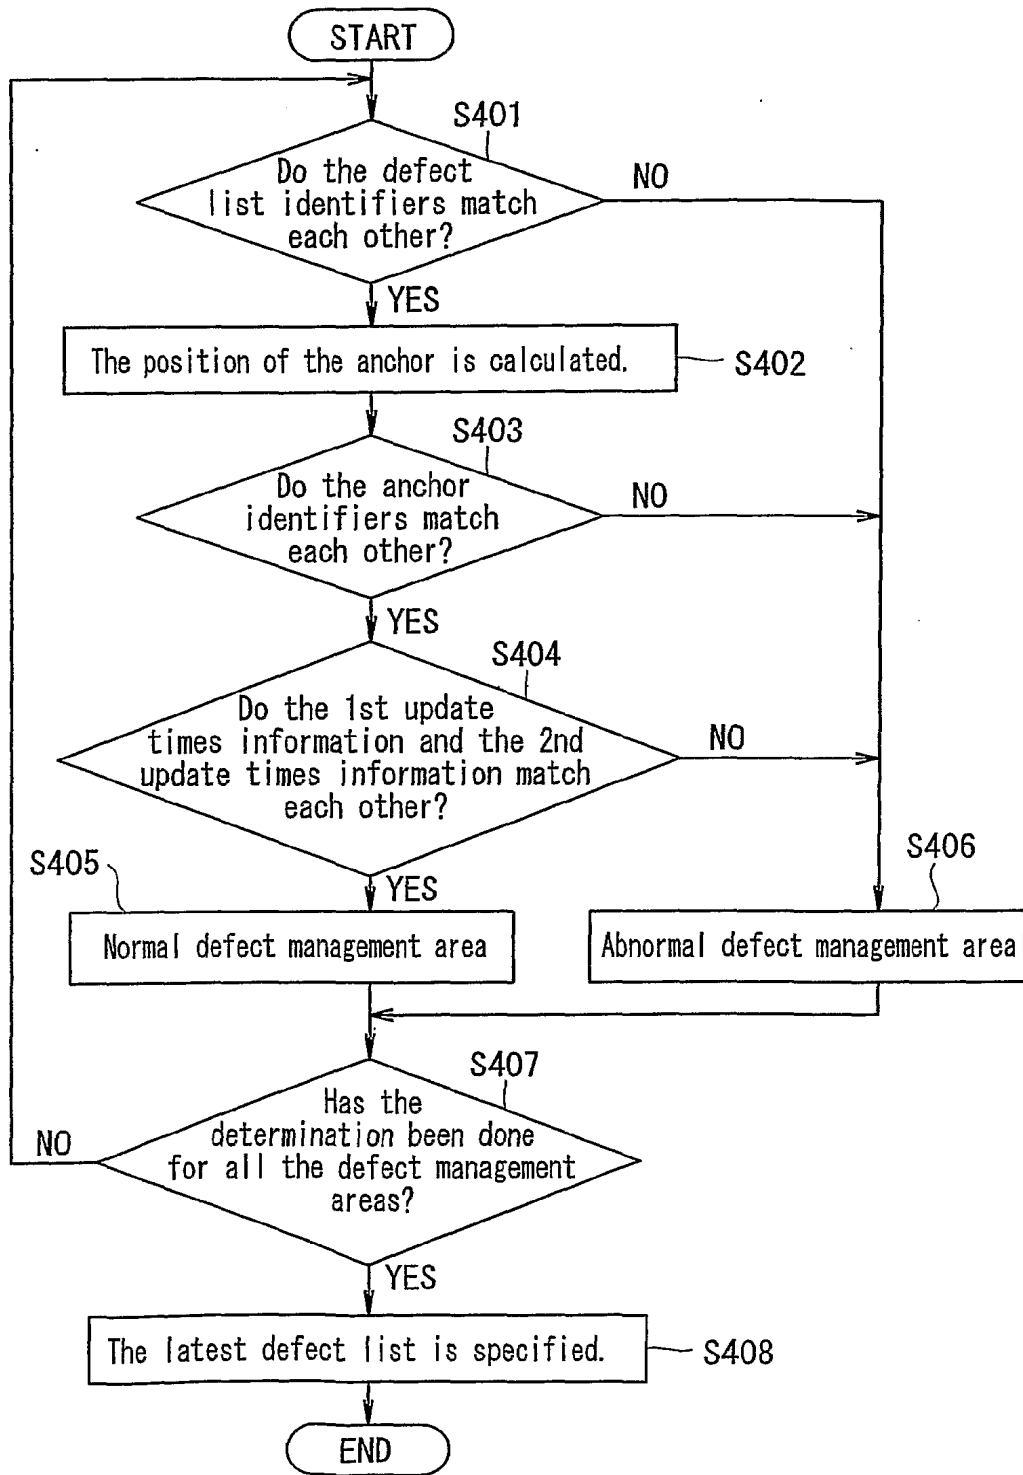 START
S401
Do the defect
list identifiers match
each other?
NO
YES
The position of the anchor is calculated.
S402
S403
Do the anchor
identifiers match
each other?
NO
YES
S404
Do the 1st update
times information and the 2nd
update times information match
each other?
NO
S405
YES
S406
Normal defect management area
Abnormal defect management area
S407
Has the
determination been done
for all the defect management
areas?
NO
YES
The latest defect list is specified.
S408
END